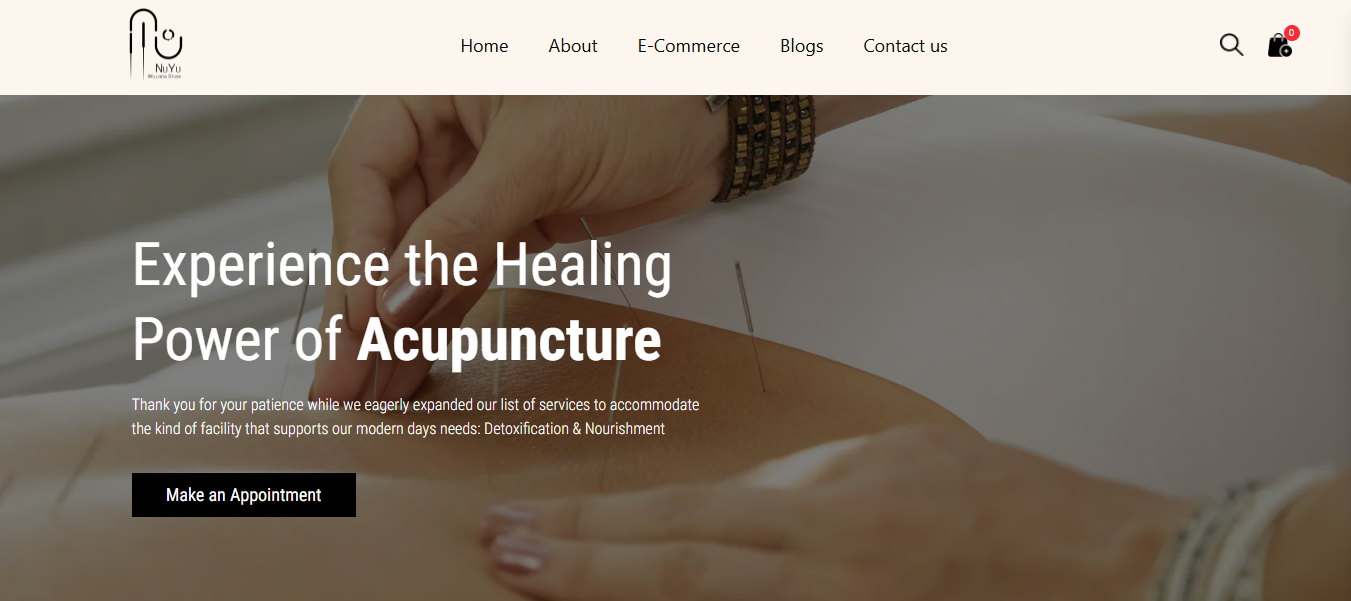 NuYu
Wellness Studio
Home About E-Commerce Blogs Contact us
0
Experience the Healing
Power of Acupuncture
Thank you for your patience while we eagerly expanded our list of services to accommodate
the kind of facility that supports our modern days needs: Detoxification & Nourishment
Make an Appointment